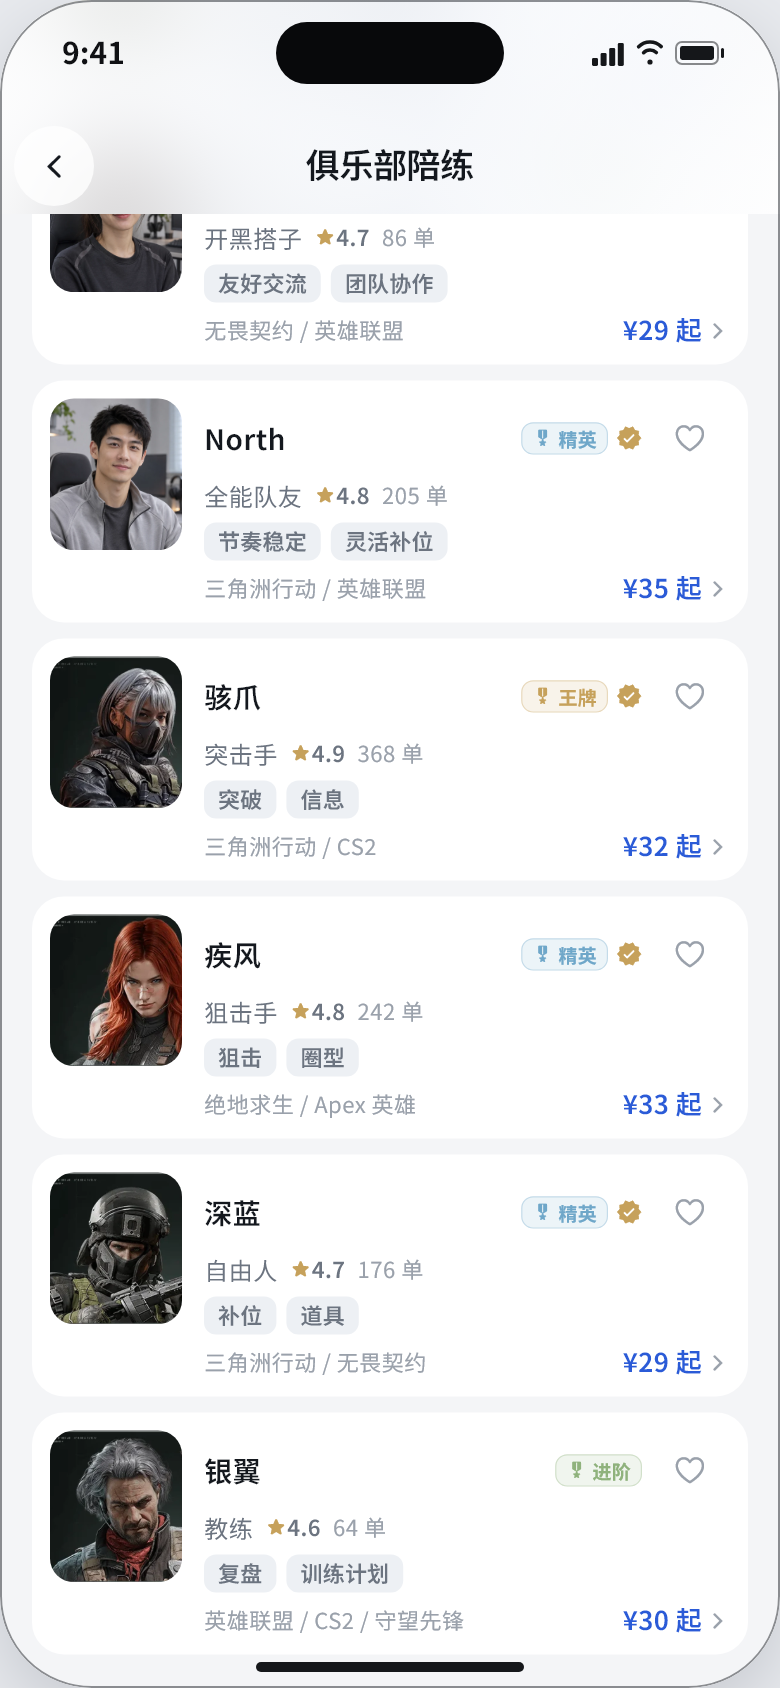 9:41
俱乐部陪练
开黑搭子 4.7 86 单
友好交流 团队协作
无畏契约 / 英雄联盟 ¥29 起
North 精英
全能队友 4.8 205 单
节奏稳定 灵活补位
三角洲行动 / 英雄联盟 ¥35 起
骇爪 王牌
突击手 4.9 368 单
突破 信息
三角洲行动 / CS2 ¥32 起
疾风 精英
狙击手 4.8 242 单
狙击 圈型
绝地求生 / Apex 英雄 ¥33 起
深蓝 精英
自由人 4.7 176 单
补位 道具
三角洲行动 / 无畏契约 ¥29 起
银翼 进阶
教练 4.6 64 单
复盘 训练计划
英雄联盟 / CS2 / 守望先锋 ¥30 起